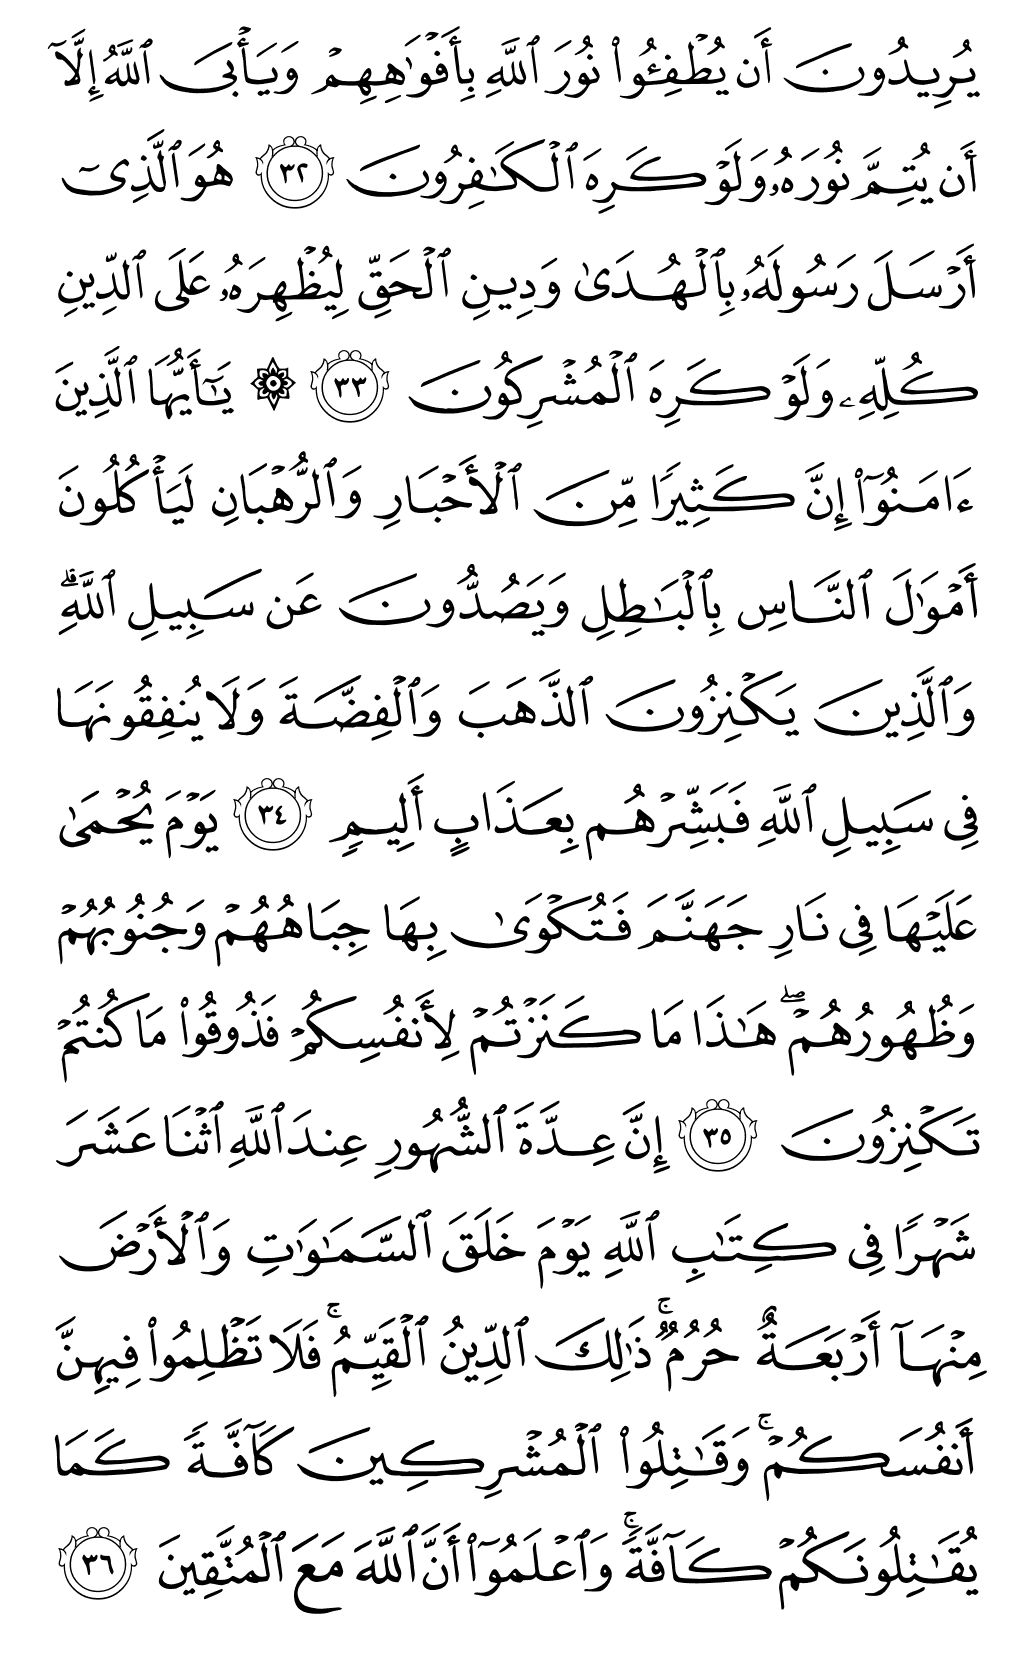 يُرِيدُونَ أَن يُطۡفِـُٔواْ نُورَ ٱللَّهِ بِأَفۡوَٰهِهِمۡ وَيَأۡبَى ٱللَّهُ إِلَّآ
أَن يُتِمَّ نُورَهُۥ وَلَوۡ كَرِهَ ٱلۡكَٰفِرُونَ ٣٢ هُوَ ٱلَّذِيٓ
أَرۡسَلَ رَسُولَهُۥ بِٱلۡهُدَىٰ وَدِينِ ٱلۡحَقِّ لِيُظۡهِرَهُۥ عَلَى ٱلدِّينِ
كُلِّهِۦ وَلَوۡ كَرِهَ ٱلۡمُشۡرِكُونَ ٣٣ ۞ يَٰٓأَيُّهَا ٱلَّذِينَ
ءَامَنُوٓاْ إِنَّ كَثِيرٗا مِّنَ ٱلۡأَحۡبَارِ وَٱلرُّهۡبَانِ لَيَأۡكُلُونَ
أَمۡوَٰلَ ٱلنَّاسِ بِٱلۡبَٰطِلِ وَيَصُدُّونَ عَن سَبِيلِ ٱللَّهِۗ
وَٱلَّذِينَ يَكۡنِزُونَ ٱلذَّهَبَ وَٱلۡفِضَّةَ وَلَا يُنفِقُونَهَا
فِي سَبِيلِ ٱللَّهِ فَبَشِّرۡهُم بِعَذَابٍ أَلِيمٖ ٣٤ يَوۡمَ يُحۡمَىٰ
عَلَيۡهَا فِي نَارِ جَهَنَّمَ فَتُكۡوَىٰ بِهَا جِبَاهُهُمۡ وَجُنُوبُهُمۡ
وَظُهُورُهُمۡۖ هَٰذَا مَا كَنَزۡتُمۡ لِأَنفُسِكُمۡ فَذُوقُواْ مَا كُنتُمۡ
تَكۡنِزُونَ ٣٥ إِنَّ عِدَّةَ ٱلشُّهُورِ عِندَ ٱللَّهِ ٱثۡنَا عَشَرَ
شَهۡرٗا فِي كِتَٰبِ ٱللَّهِ يَوۡمَ خَلَقَ ٱلسَّمَٰوَٰتِ وَٱلۡأَرۡضَ
مِنۡهَآ أَرۡبَعَةٌ حُرُمٞۚ ذَٰلِكَ ٱلدِّينُ ٱلۡقَيِّمُۚ فَلَا تَظۡلِمُواْ فِيهِنَّ
أَنفُسَكُمۡۚ وَقَٰتِلُواْ ٱلۡمُشۡرِكِينَ كَآفَّةٗ كَمَا
يُقَٰتِلُونَكُمۡ كَآفَّةٗۚ وَٱعۡلَمُوٓاْ أَنَّ ٱللَّهَ مَعَ ٱلۡمُتَّقِينَ ٣٦